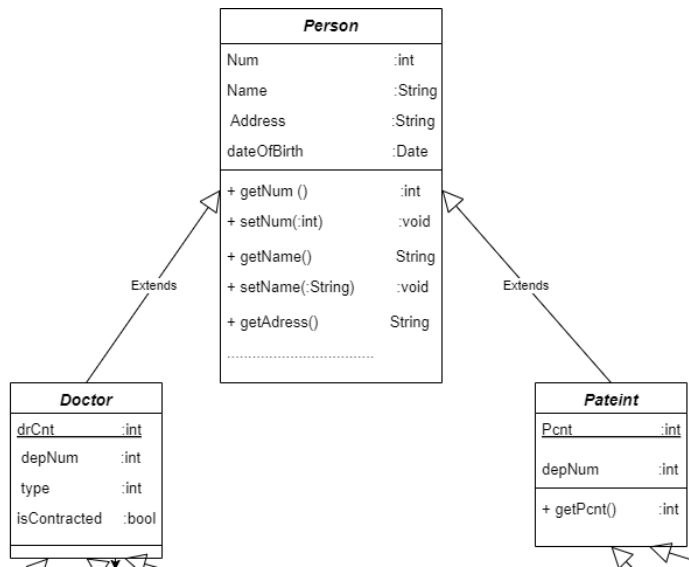 Person
Num :int
Name :String
Address :String
dateOfBirth :Date
+ getNum () :int
+ setNum(:int) :void
+ getName() String
+ setName(:String) :void
+ getAdress() String
Extends
Extends
Doctor
drCnt :int
depNum :int
type :int
isContracted :bool
Pateint
Pcnt :int
depNum :int
+ getPcnt() :int